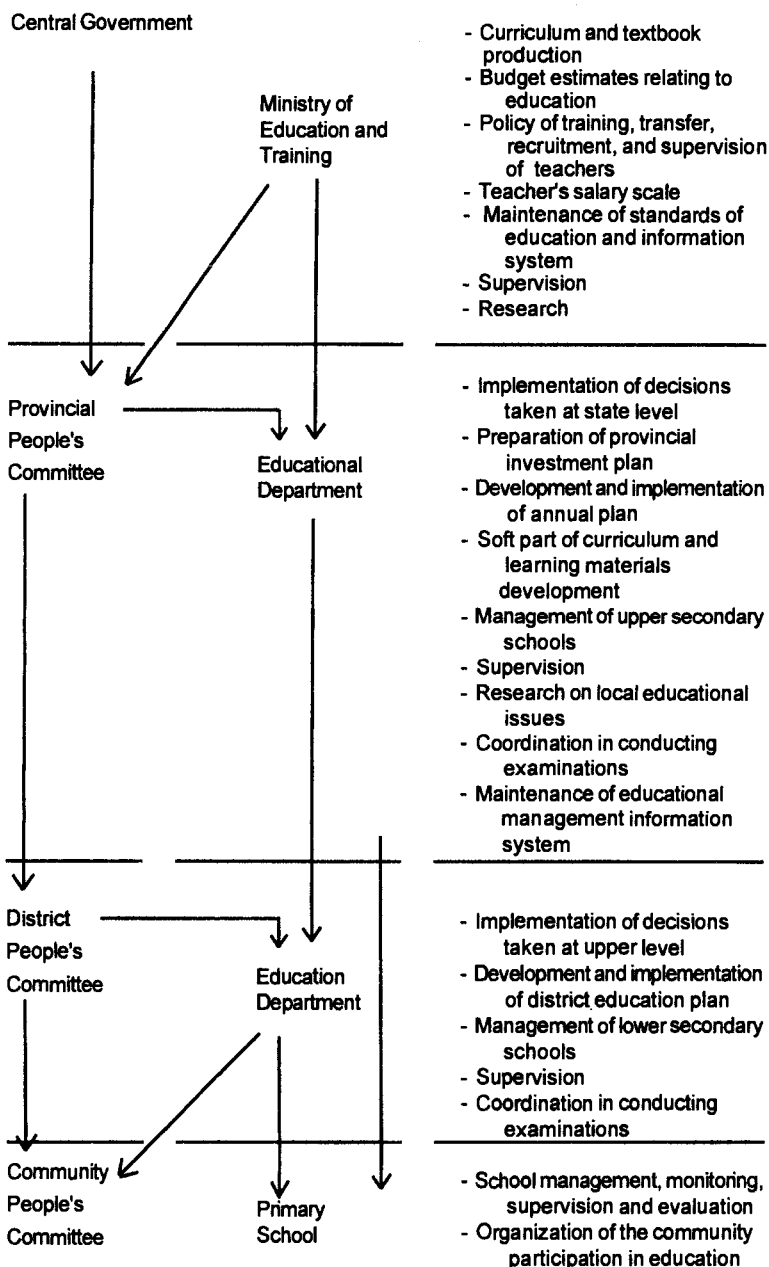 Central Government
Ministry of
Education and
Training
- Curriculum and textbook
production
- Budget estimates relating to
education
- Policy of training, transfer,
recruitment, and supervision
of teachers
- Teacher's salary scale
- Maintenance of standards of
education and information
system
- Supervision
- Research
Provincial
People's
Committee
Educational
Department
- Implementation of decisions
taken at state level
- Preparation of provincial
investment plan
- Development and implementation
of annual plan
- Soft part of curriculum and
learning materials
development
- Management of upper secondary
schools
- Supervision
- Research on local educational
issues
- Coordination in conducting
examinations
- Maintenance of educational
management information
system
District
People's
Committee
Education
Department
- Implementation of decisions
taken at upper level
- Development and implementation
of district education plan
- Management of lower secondary
schools
- Supervision
- Coordination in conducting
examinations
Community
People's
Committee
Primary
School
- School management, monitoring,
supervision and evaluation
- Organization of the community
participation in education